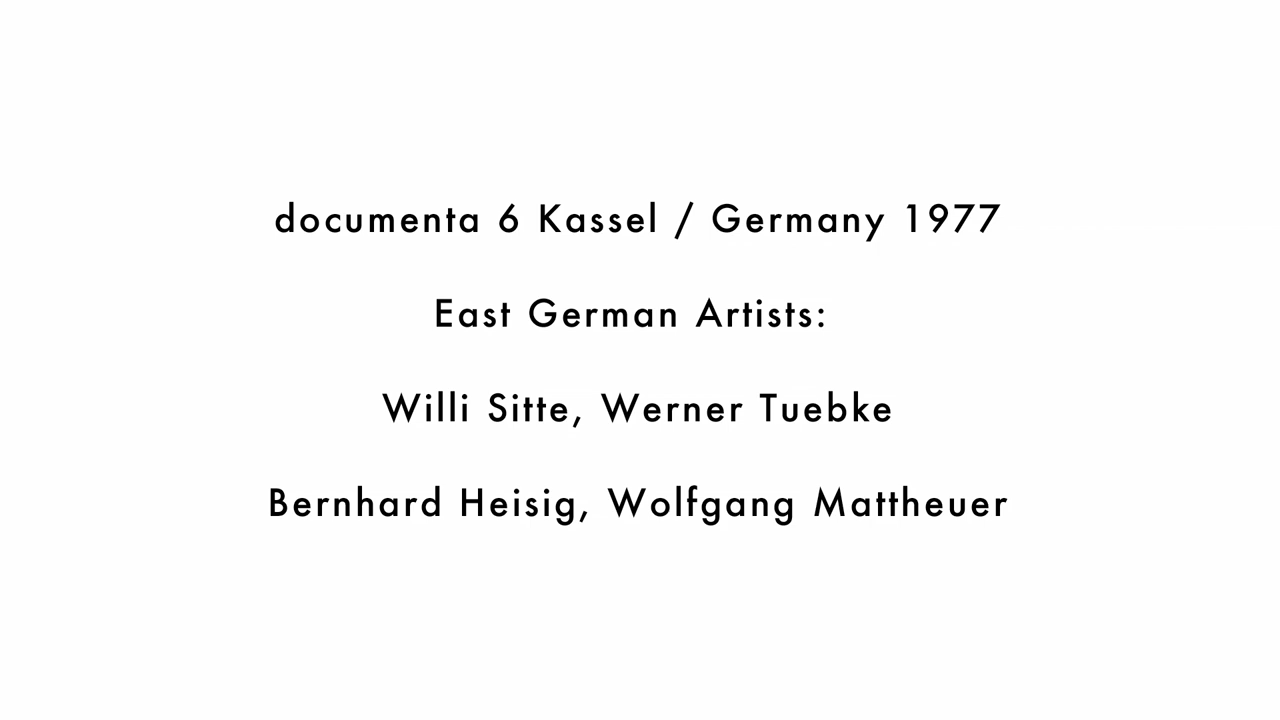 documenta 6 Kassel / Germany 1977
East German Artists:
Willi Sitte, Werner Tuebke
Bernhard Heisig, Wolfgang Mattheuer